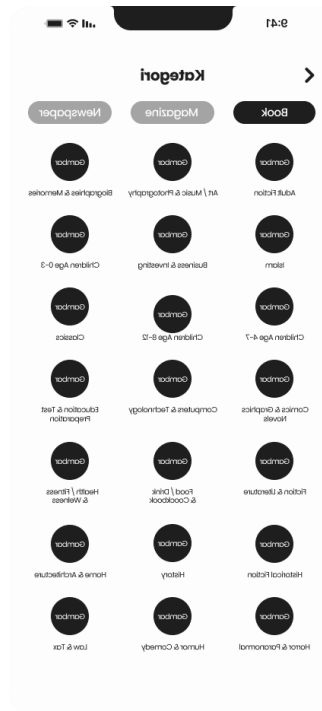 9:41
Kategori
Book Magazine Newspaper
Gambar Gambar Gambar
Adult Fiction Art / Music & Photography Biographies & Memories
Gambar Gambar Gambar
Islam Business & Investing Children Age 0-3
Gambar Gambar Gambar
Children Age 4-7 Children Age 8-12 Classics
Gambar Gambar Gambar
Comics & Graphics Computers & Technology Education & Test
Novels Preparation
Gambar Gambar Gambar
Fiction & Literature Food / Drink Health / Fitness
& Coockbook & Welness
Gambar Gambar Gambar
Historical Fiction History Home & Architecture
Gambar Gambar Gambar
Horror & Paranormal Humor & Comedy Law & Tax